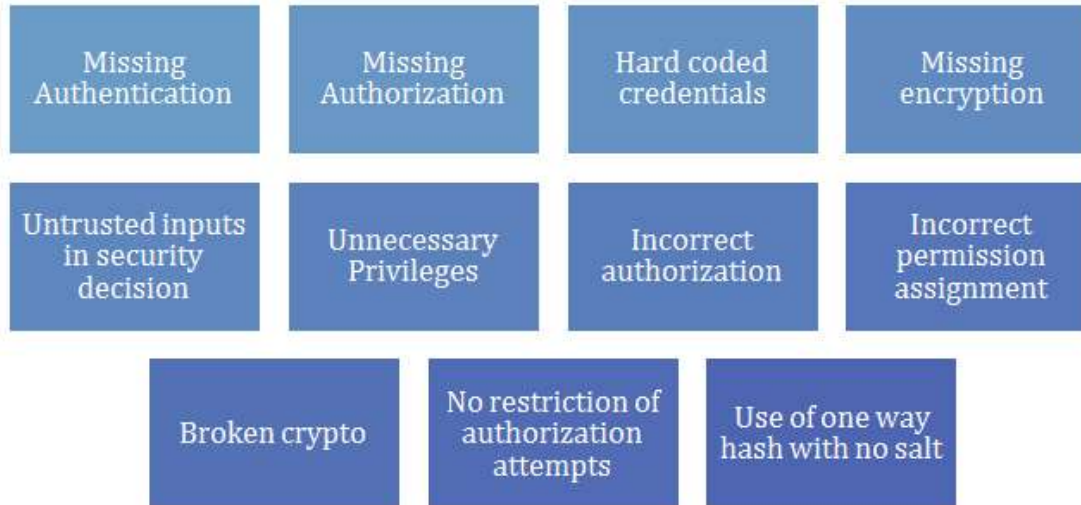 Missing
Authentication
Missing
Authorization
Hard coded
credentials
Missing
encryption
Untrusted inputs
in security
decision
Unnecessary
Privileges
Incorrect
authorization
Incorrect
permission
assignment
Broken crypto
No restriction of
authorization
attempts
Use of one way
hash with no salt